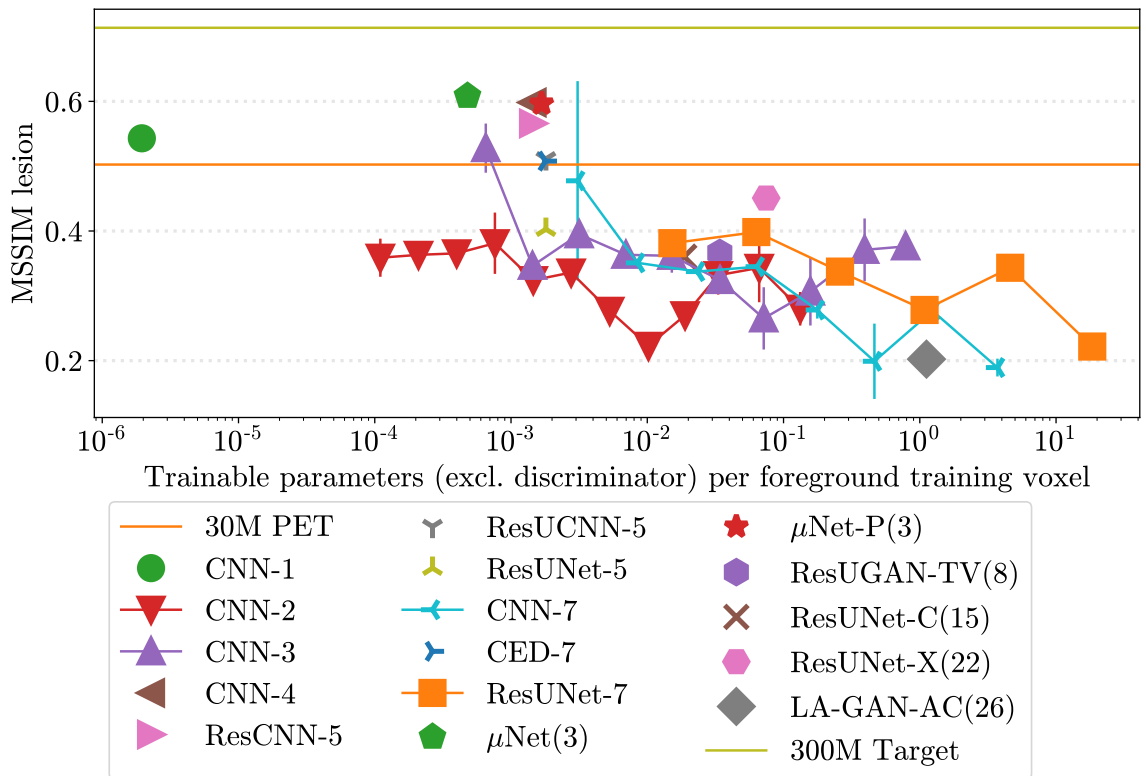 MSSIM lesion
0.6
0.4
0.2
10^-6 10^-5 10^-4 10^-3 10^-2 10^-1 10^0 10^1
Trainable parameters (excl. discriminator) per foreground training voxel
30M PET
CNN-1
CNN-2
CNN-3
CNN-4
ResCNN-5
ResUCNN-5
ResUNet-5
CNN-7
CED-7
ResUNet-7
μNet(3)
μNet-P(3)
ResUGAN-TV(8)
ResUNet-C(15)
ResUNet-X(22)
LA-GAN-AC(26)
300M Target